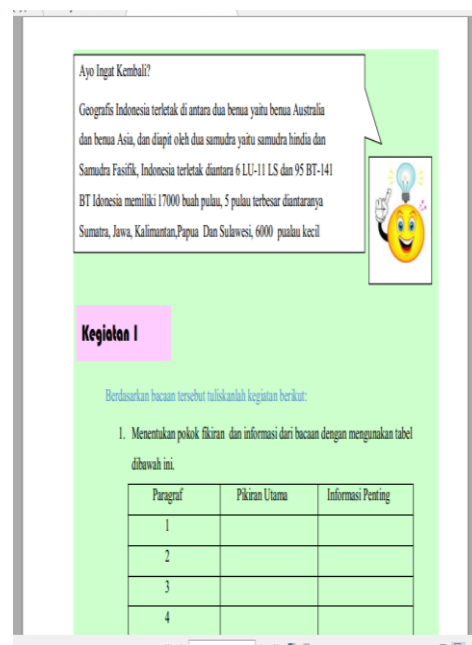 Ayo Ingat Kembali?
Geografis Indonesia terletak di antara dua benua yaitu benua Australia
dan benua Asia, dan diapit oleh dua samudra yaitu samudra hindia dan
Samudra Fasifik, Indonesia terletak diantara 6 LU-11 LS dan 95 BT-141
BT Idonesia memiliki 17000 buah pulau, 5 pulau terbesar diantaranya
Sumatra, Jawa, Kalimantan,Papua Dan Sulawesi, 6000 pualau kecil
Kegiatan I
Berdasarkan bacaan tersebut tuliskanlah kegiatan berikut:
1. Menentukan pokok fikiran dan informasi dari bacaan dengan mengunakan tabel
dibawah ini.
Paragraf Pikiran Utama Informasi Penting
1
2
3
4